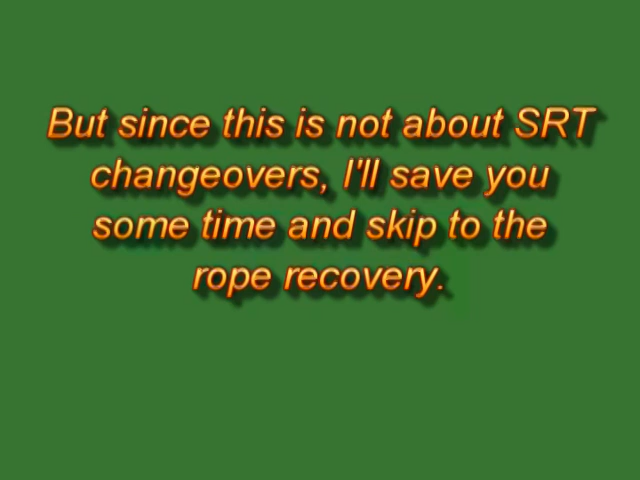 But since this is not about SRT
changeovers, I'll save you
some time and skip to the
rope recovery.